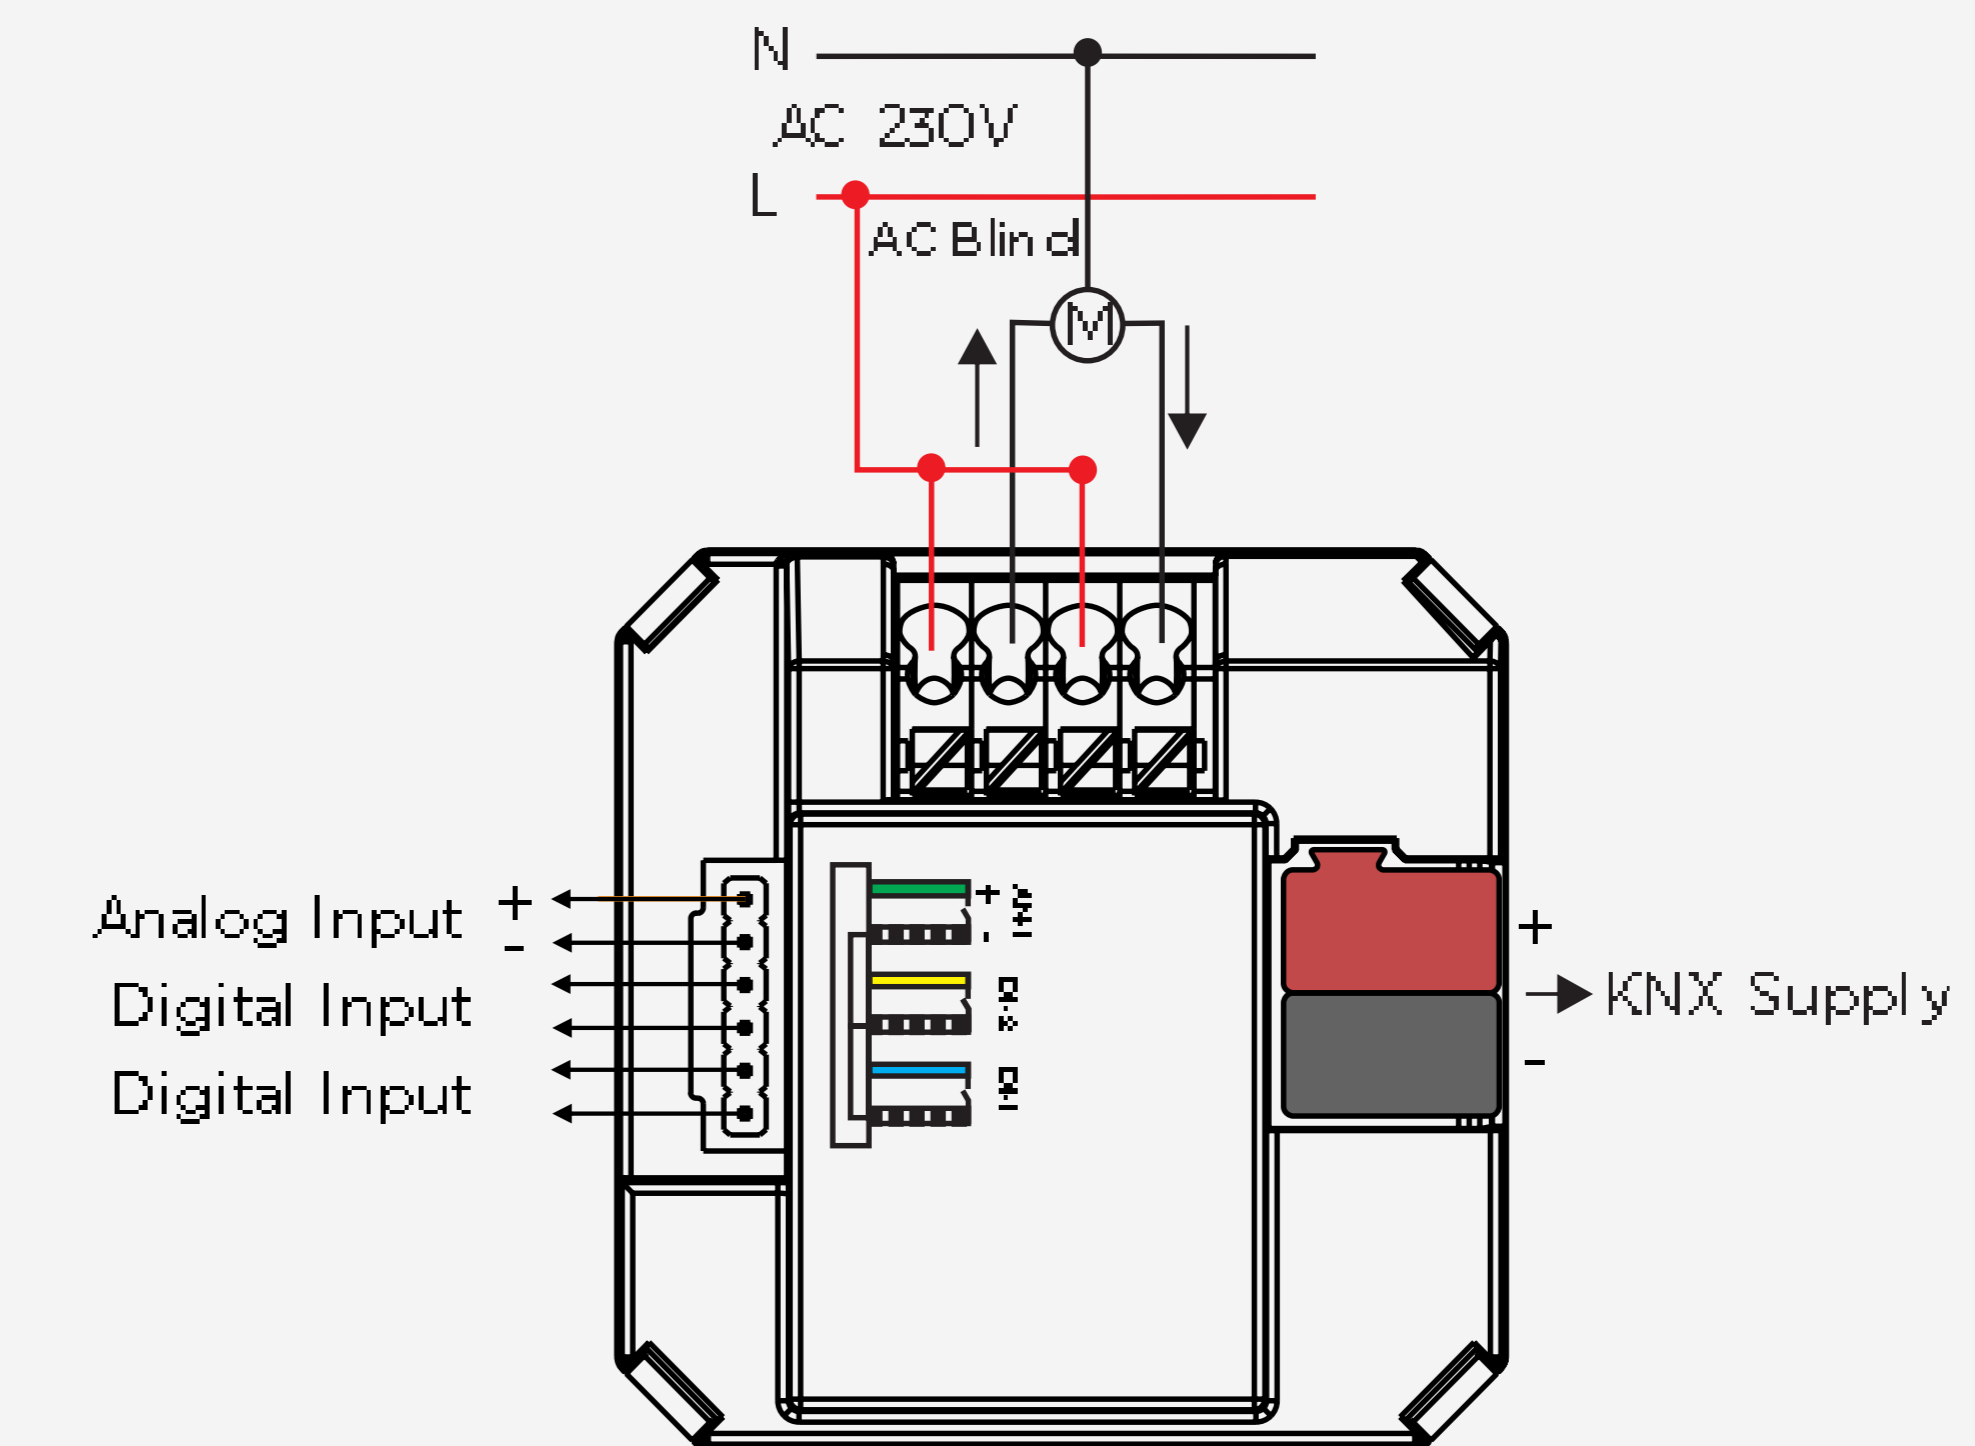 N
AC 230V
L
AC Blind
M
Analog Input + -
Digital Input
Digital Input
+ -
+
KNX Supply
-